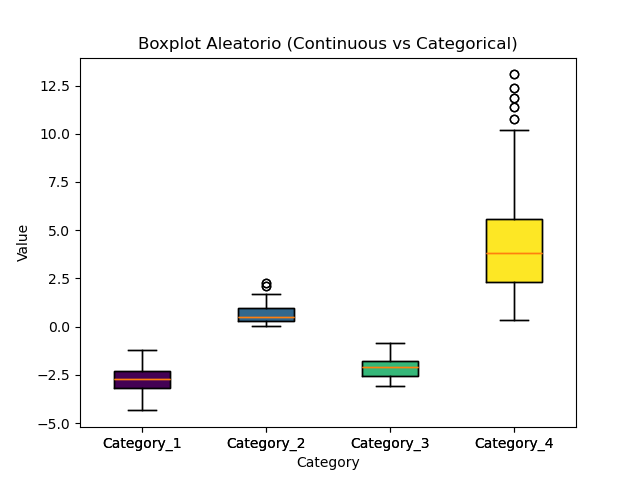 Boxplot Aleatorio (Continuous vs Categorical)
12.5
10.0
7.5
5.0
2.5
0.0
−2.5
−5.0
Value
Category_1 Category_2 Category_3 Category_4
Category